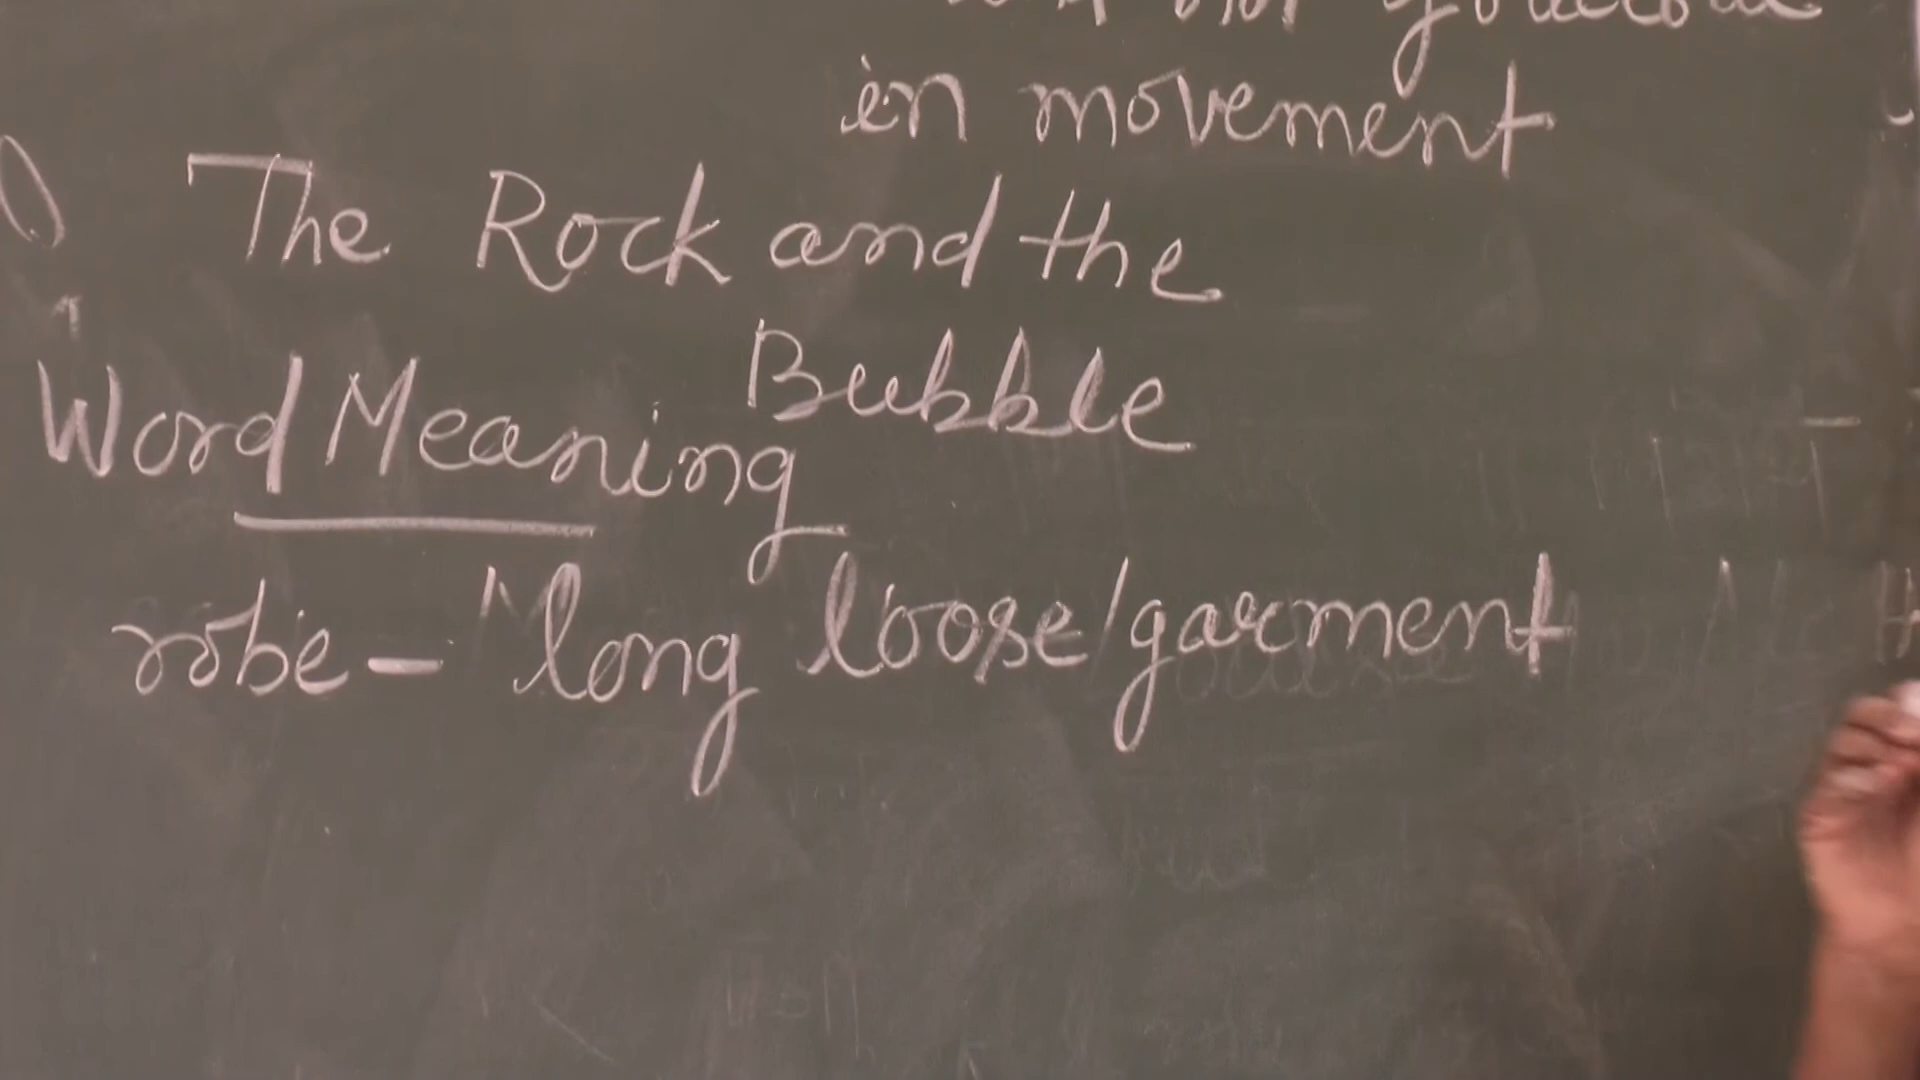 in movement
The Rock and the
Bubble
Word Meaning
robe - long loose/garment